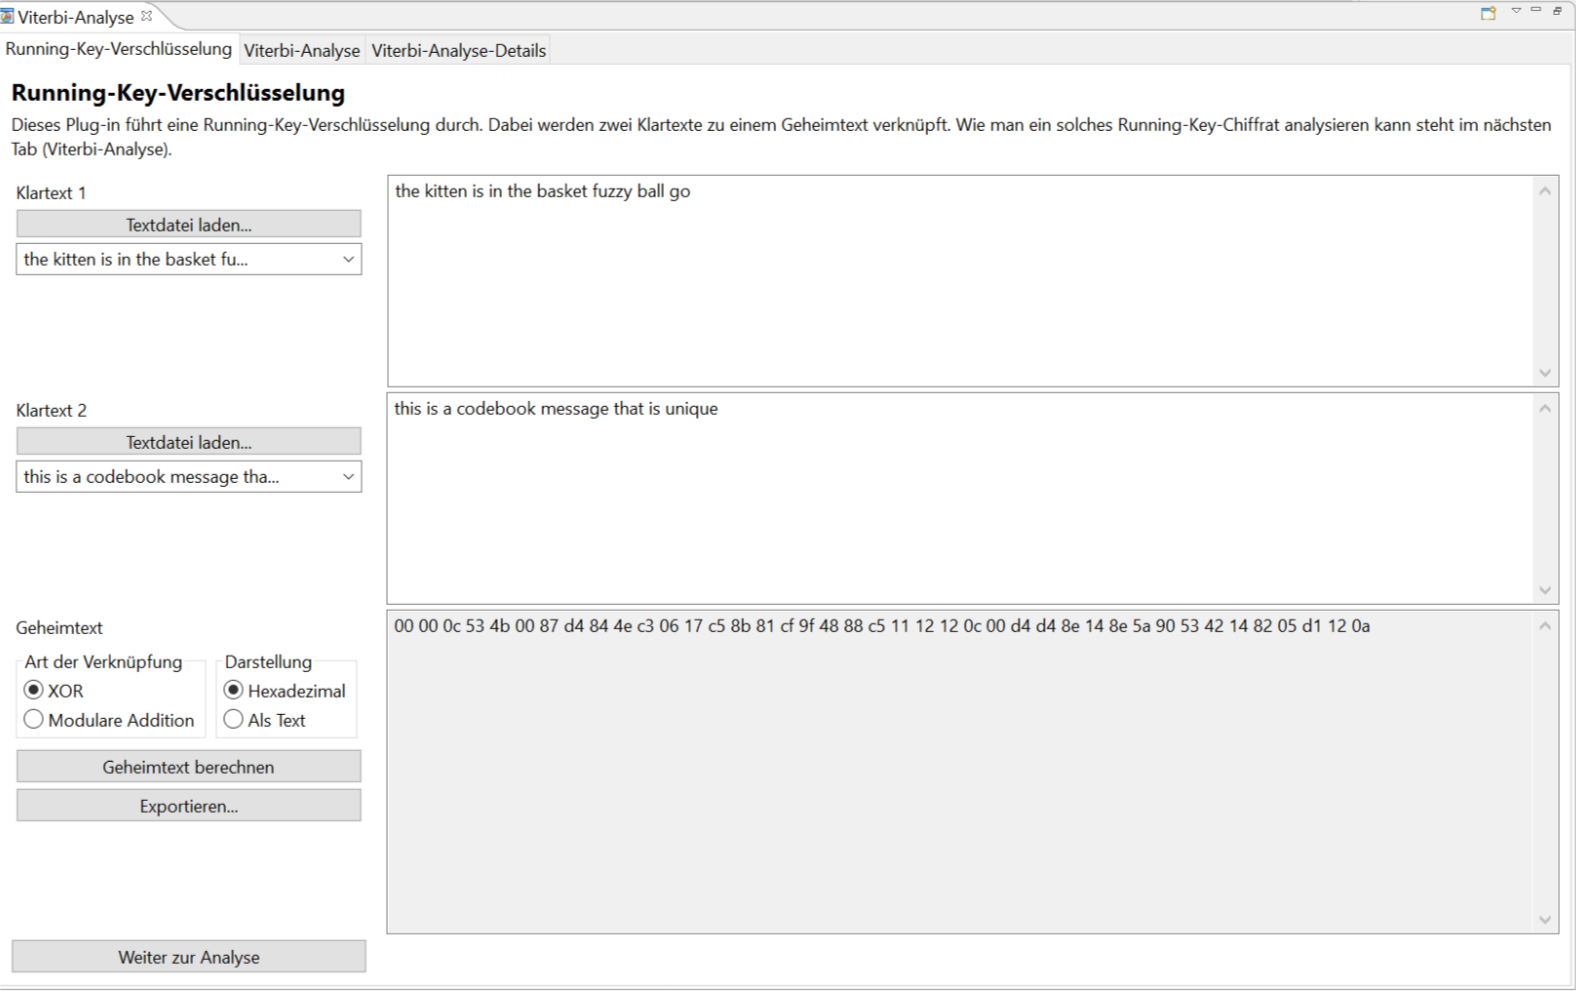 Viterbi-Analyse
Running-Key-Verschlüsselung Viterbi-Analyse Viterbi-Analyse-Details
Running-Key-Verschlüsselung
Dieses Plug-in führt eine Running-Key-Verschlüsselung durch. Dabei werden zwei Klartexte zu einem Geheimtext verknüpft. Wie man ein solches Running-Key-Chiffrat analysieren kann steht im nächsten
Tab (Viterbi-Analyse).
Klartext 1
Textdatei laden...
the kitten is in the basket fu...
the kitten is in the basket fuzzy ball go
Klartext 2
Textdatei laden...
this is a codebook message tha...
this is a codebook message that is unique
Geheimtext
Art der Verknüpfung
XOR
Modulare Addition
Darstellung
Hexadezimal
Als Text
Geheimtext berechnen
Exportieren...
00 00 0c 53 4b 00 87 d4 84 4e c3 06 17 c5 8b 81 cf 9f 48 88 c5 11 12 12 0c 00 d4 d4 8e 14 8e 5a 90 53 42 14 82 05 d1 12 0a
Weiter zur Analyse